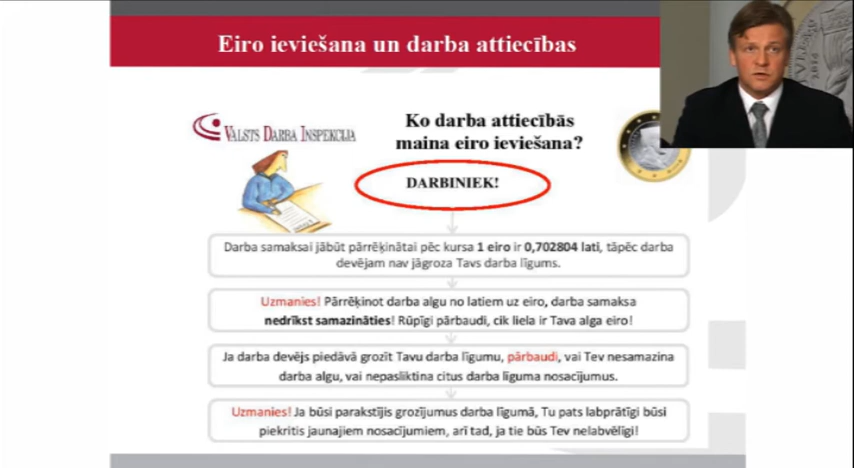 Eiro ieviešana un darba attiecības
VALSTS DARBA INSPEKCIJA
Ko darba attiecībās
maina eiro ieviešana?
DARBINIEK!
Darba samaksai jābūt pārrēķinātai pēc kursa 1 eiro ir 0,702804 lati, tāpēc darba
devējam nav jāgroza Tavs darba līgums.
Uzmanies! Pārrēķinot darba algu no latiem uz eiro, darba samaksa
nedrīkst samazināties! Rūpīgi pārbaudi, cik liela ir Tava alga eiro!
Ja darba devējs piedāvā grozīt Tavu darba līgumu, pārbaudi, vai Tev nesamazina
darba algu, vai nepasliktina citus darba līguma nosacījumus.
Uzmanies! Ja būsi parakstījis grozījumus darba līgumā, Tu pats labprātīgi būsi
piekritis jaunajiem nosacījumiem, arī tad, ja tie būs Tev nelabvēlīgi!